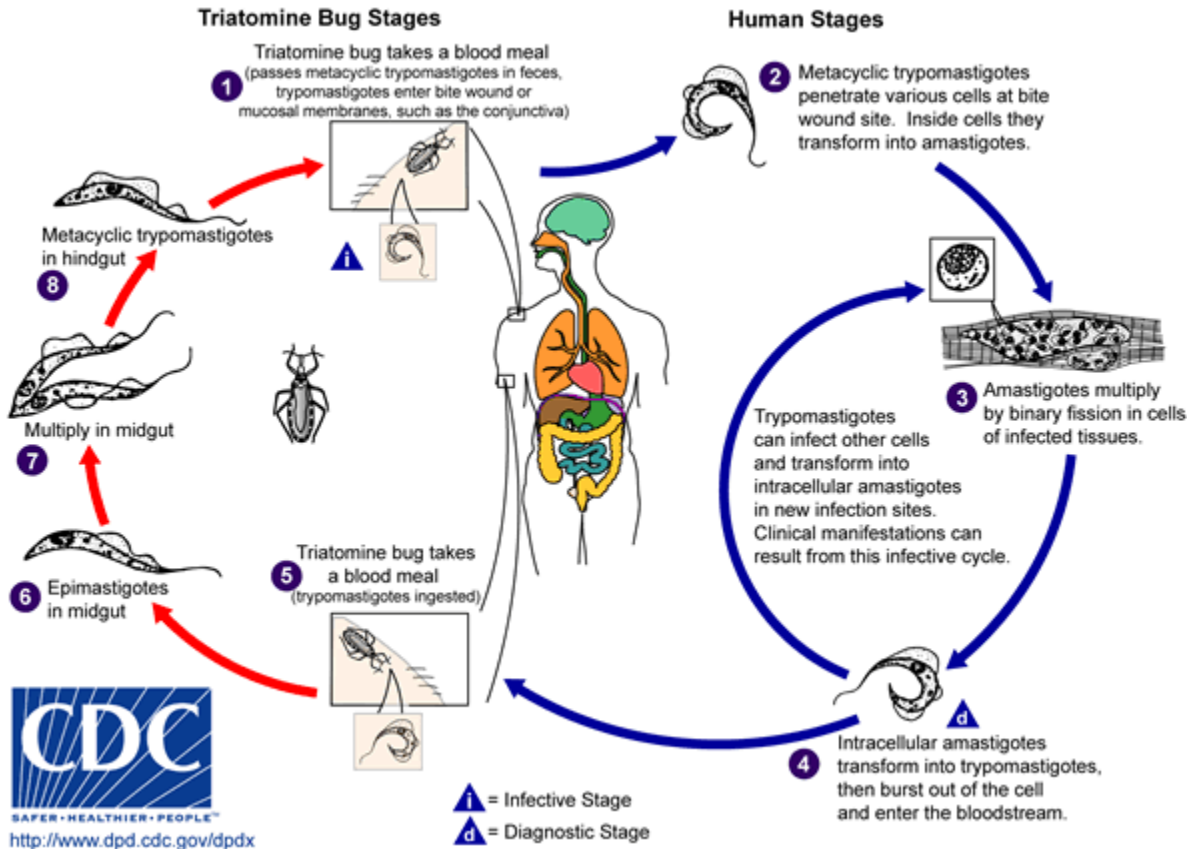 Triatomine Bug Stages
Human Stages
1
Triatomine bug takes a blood meal
(passes metacyclic trypomastigotes in feces,
trypomastigotes enter bite wound or
mucosal membranes, such as the conjunctiva)
i
2
Metacyclic trypomastigotes
penetrate various cells at bite
wound site. Inside cells they
transform into amastigotes.
3
Amastigotes multiply
by binary fission in cells
of infected tissues.
Trypomastigotes
can infect other cells
and transform into
intracellular amastigotes
in new infection sites.
Clinical manifestations can
result from this infective cycle.
d
4
Intracellular amastigotes
transform into trypomastigotes,
then burst out of the cell
and enter the bloodstream.
5
Triatomine bug takes
a blood meal
(trypomastigotes ingested)
6
Epimastigotes
in midgut
Multiply in midgut
7
Metacyclic trypomastigotes
in hindgut
8
i = Infective Stage
d = Diagnostic Stage
CDC
SAFER•HEALTHIER•PEOPLE™
http://www.dpd.cdc.gov/dpdx